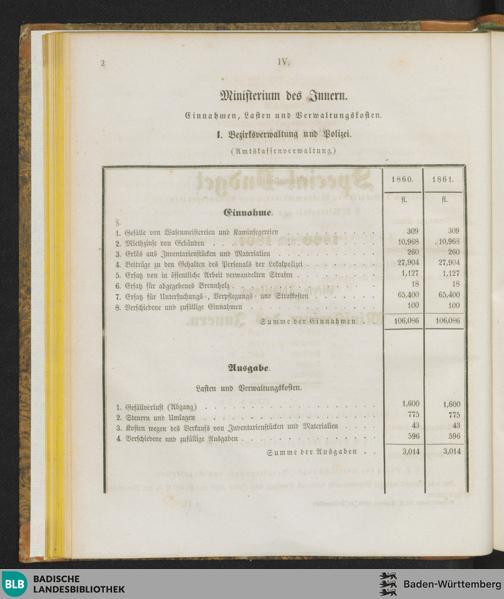 2
IV.
Ministerium des Innern.
Einnahmen, Lasten und Verwaltungskosten.
I. Bezirksverwaltung und Polizei.
(Amtskassenverwaltung.)
1860. 1861.
fl. fl.
Einnahme.
§.
1. Gefälle von Wasenmeistereien und Kaminfegereien 309 309
2. Miethzinse von Gebäuden 10,968 10,968
3. Erlös aus Inventarienstücken und Materialien 260 260
4. Beiträge zu den Gehalten des Personals der Lokalpolizei 27,904 27,904
5. Ersatz von in öffentliche Arbeit verwandelten Strafen 1,127 1,127
6. Ersatz für abgegebenes Brennholz 18 18
7. Ersatz für Untersuchungs-, Verpflegungs- und Strafkosten 65,400 65,400
8. Verschiedene und zufällige Einnahmen 100 100
Summe der Einnahmen 106,086 106,086
Ausgabe.
Lasten und Verwaltungskosten.
1. Gefällverlust (Abgang) 1,600 1,600
2. Steuern und Umlagen 775 775
3. Kosten wegen des Verkaufs von Inventarienstücken und Materialien 43 43
4. Verschiedene und zufällige Ausgaben 596 596
Summe der Ausgaben 3,014 3,014
BLB BADISCHE LANDESBIBLIOTHEK
Baden-Württemberg